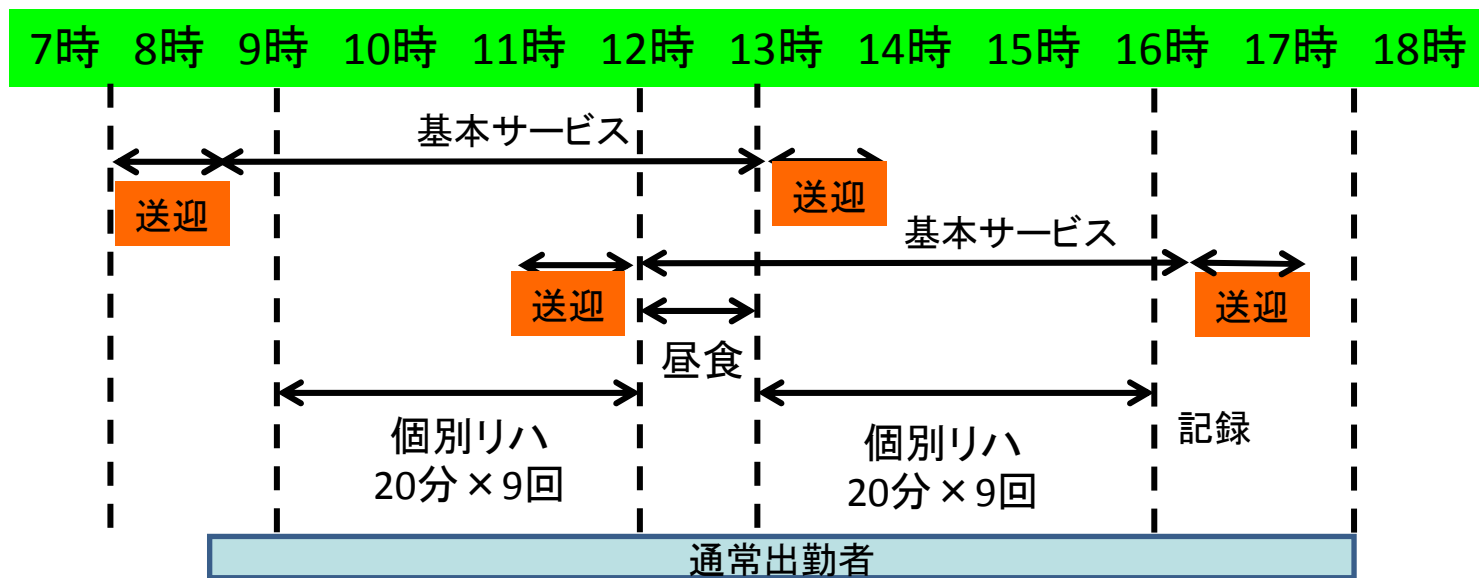 7時 8時 9時 10時 11時 12時 13時 14時 15時 16時 17時 18時
基本サービス
送迎
送迎
基本サービス
送迎
送迎
昼食
個別リハ
20分×9回
個別リハ
20分×9回
記録
通常出勤者